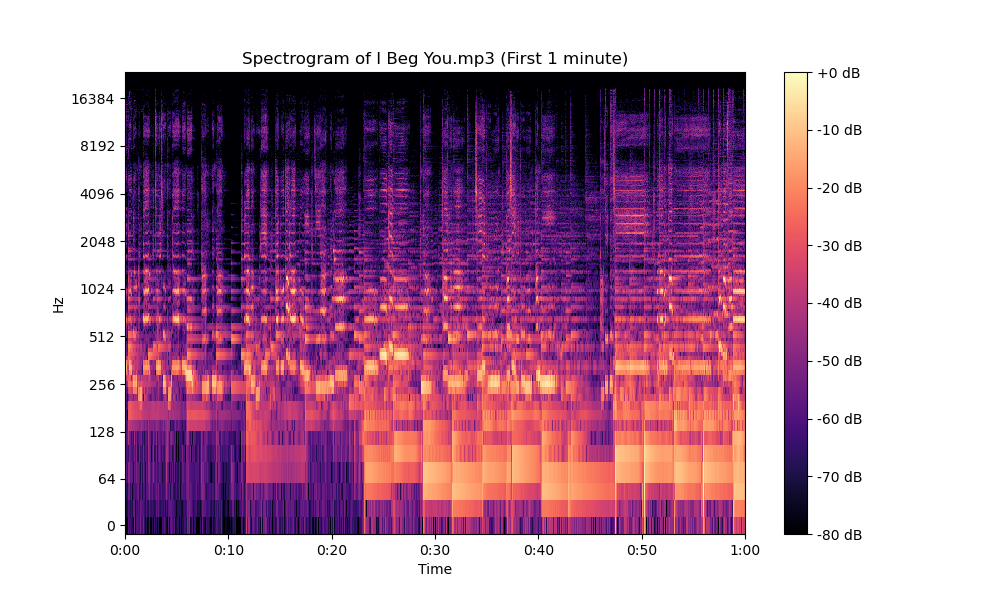 Spectrogram of I Beg You.mp3 (First 1 minute)
Hz
16384
8192
4096
2048
1024
512
256
128
64
0
0:00 0:10 0:20 0:30 0:40 0:50 1:00
Time
+0 dB
-10 dB
-20 dB
-30 dB
-40 dB
-50 dB
-60 dB
-70 dB
-80 dB